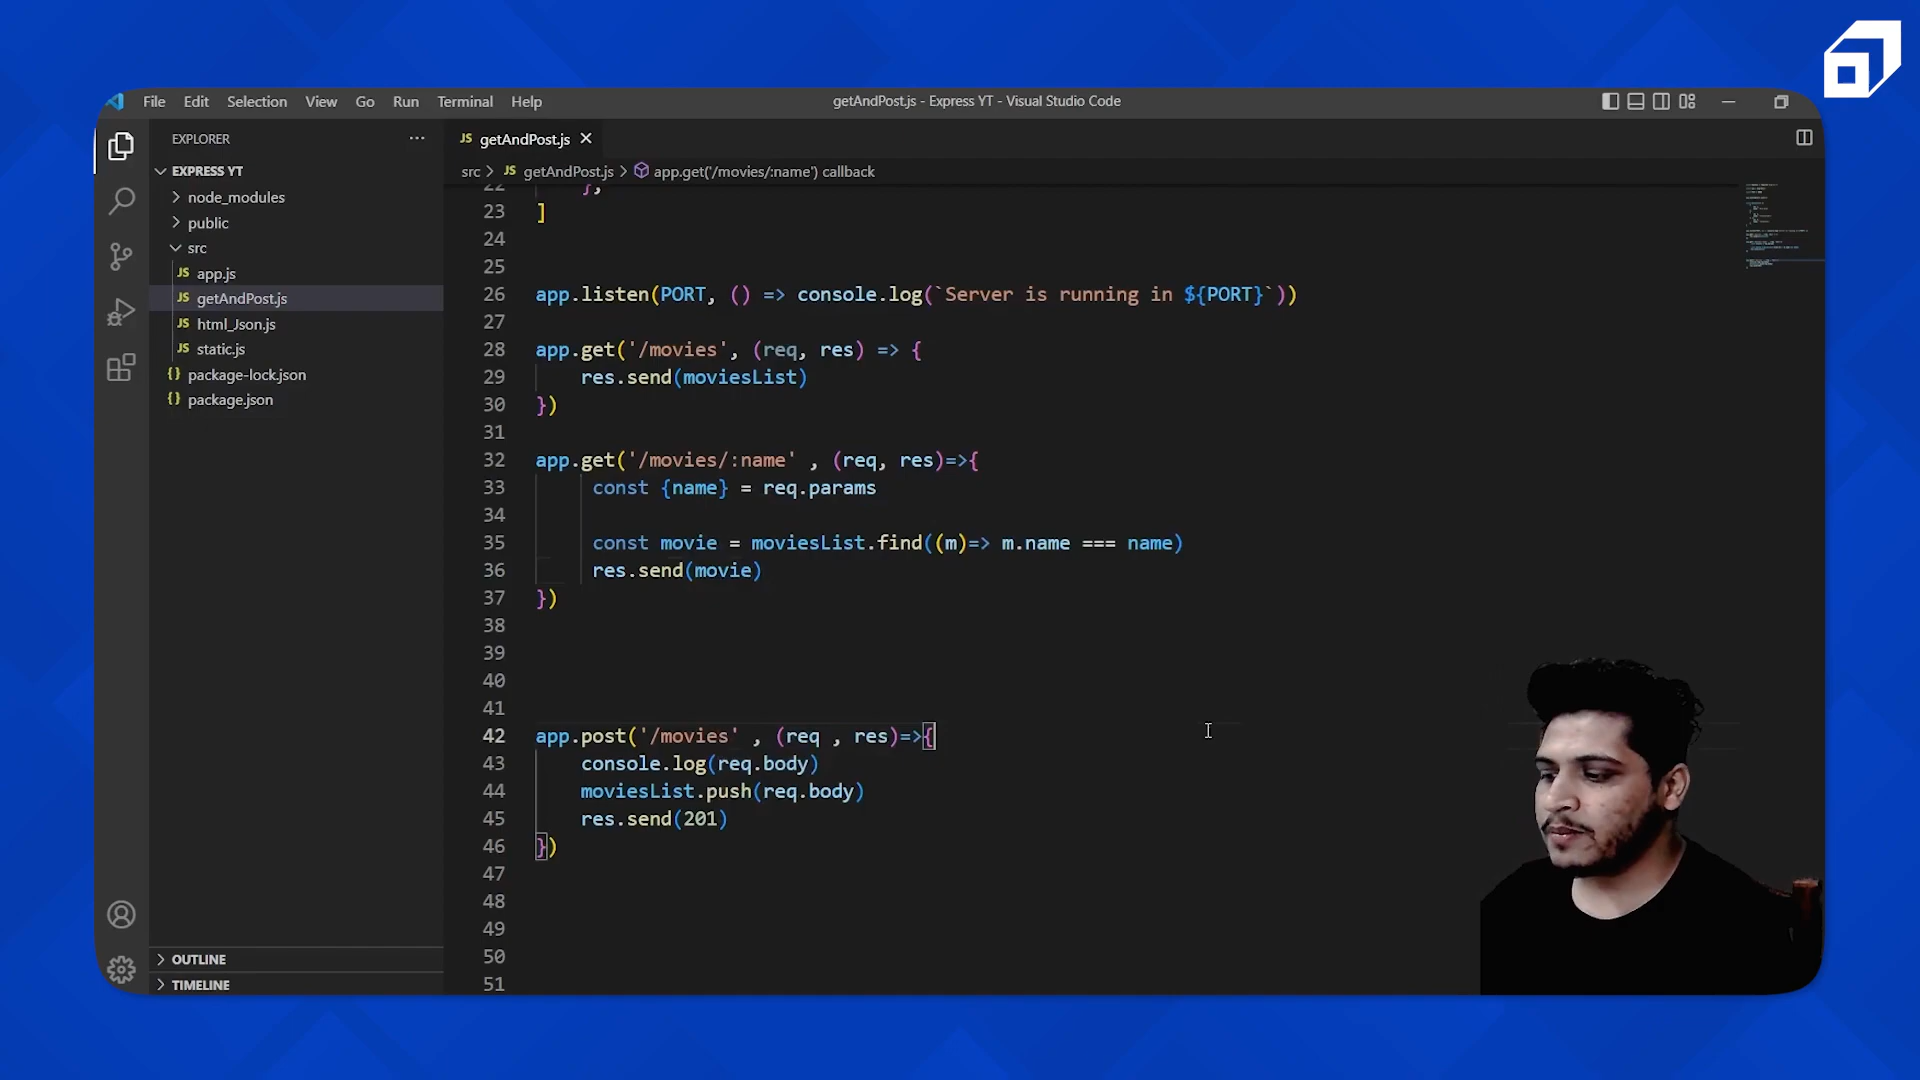 File Edit Selection View Go Run Terminal Help
getAndPost.js - Express YT - Visual Studio Code
EXPLORER
EXPRESS YT
node_modules
public
src
JS app.js
JS getAndPost.js
JS html_Json.js
JS static.js
{} package-lock.json
{} package.json
OUTLINE
TIMELINE
JS getAndPost.js
src > JS getAndPost.js > app.get('/movies/:name') callback
22 },
23 ]
24
25
26 app.listen(PORT, () => console.log(`Server is running in ${PORT}`))
27
28 app.get('/movies', (req, res) => {
29 res.send(moviesList)
30 })
31
32 app.get('/movies/:name' , (req, res)=>{
33 const {name} = req.params
34
35 const movie = moviesList.find((m)=> m.name === name)
36 res.send(movie)
37 })
38
39
40
41
42 app.post('/movies' , (req , res)=>{
43 console.log(req.body)
44 moviesList.push(req.body)
45 res.send(201)
46 })
47
48
49
50
51